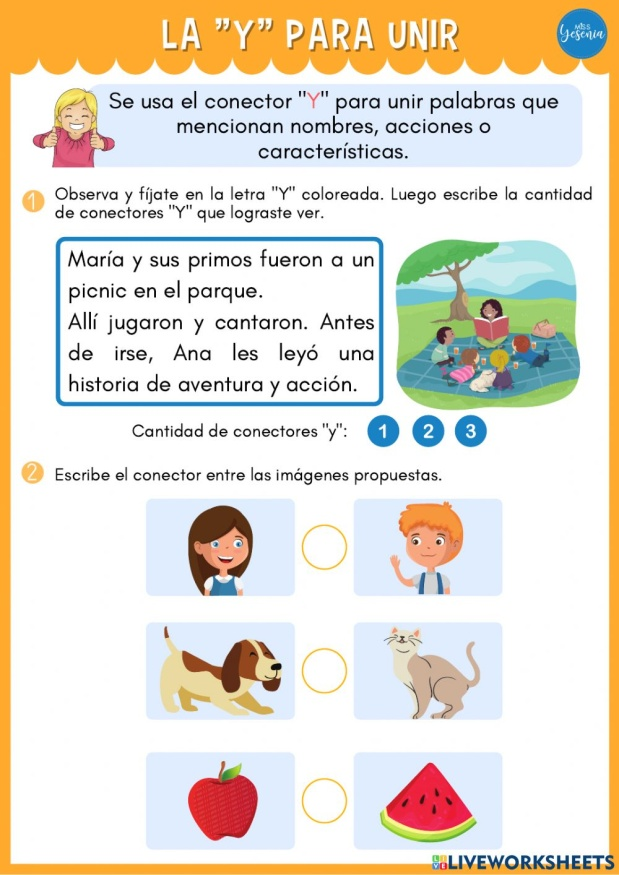 LA "Y" PARA UNIR
MISS
Yesenia
Se usa el conector "Y" para unir palabras que
mencionan nombres, acciones o
características.
1 Observa y fíjate en la letra "Y" coloreada. Luego escribe la cantidad
de conectores "Y" que lograste ver.
María y sus primos fueron a un
picnic en el parque.
Allí jugaron y cantaron. Antes
de irse, Ana les leyó una
historia de aventura y acción.
Cantidad de conectores "y": 1 2 3
2 Escribe el conector entre las imágenes propuestas.
LIVE LIVEWORKSHEETS